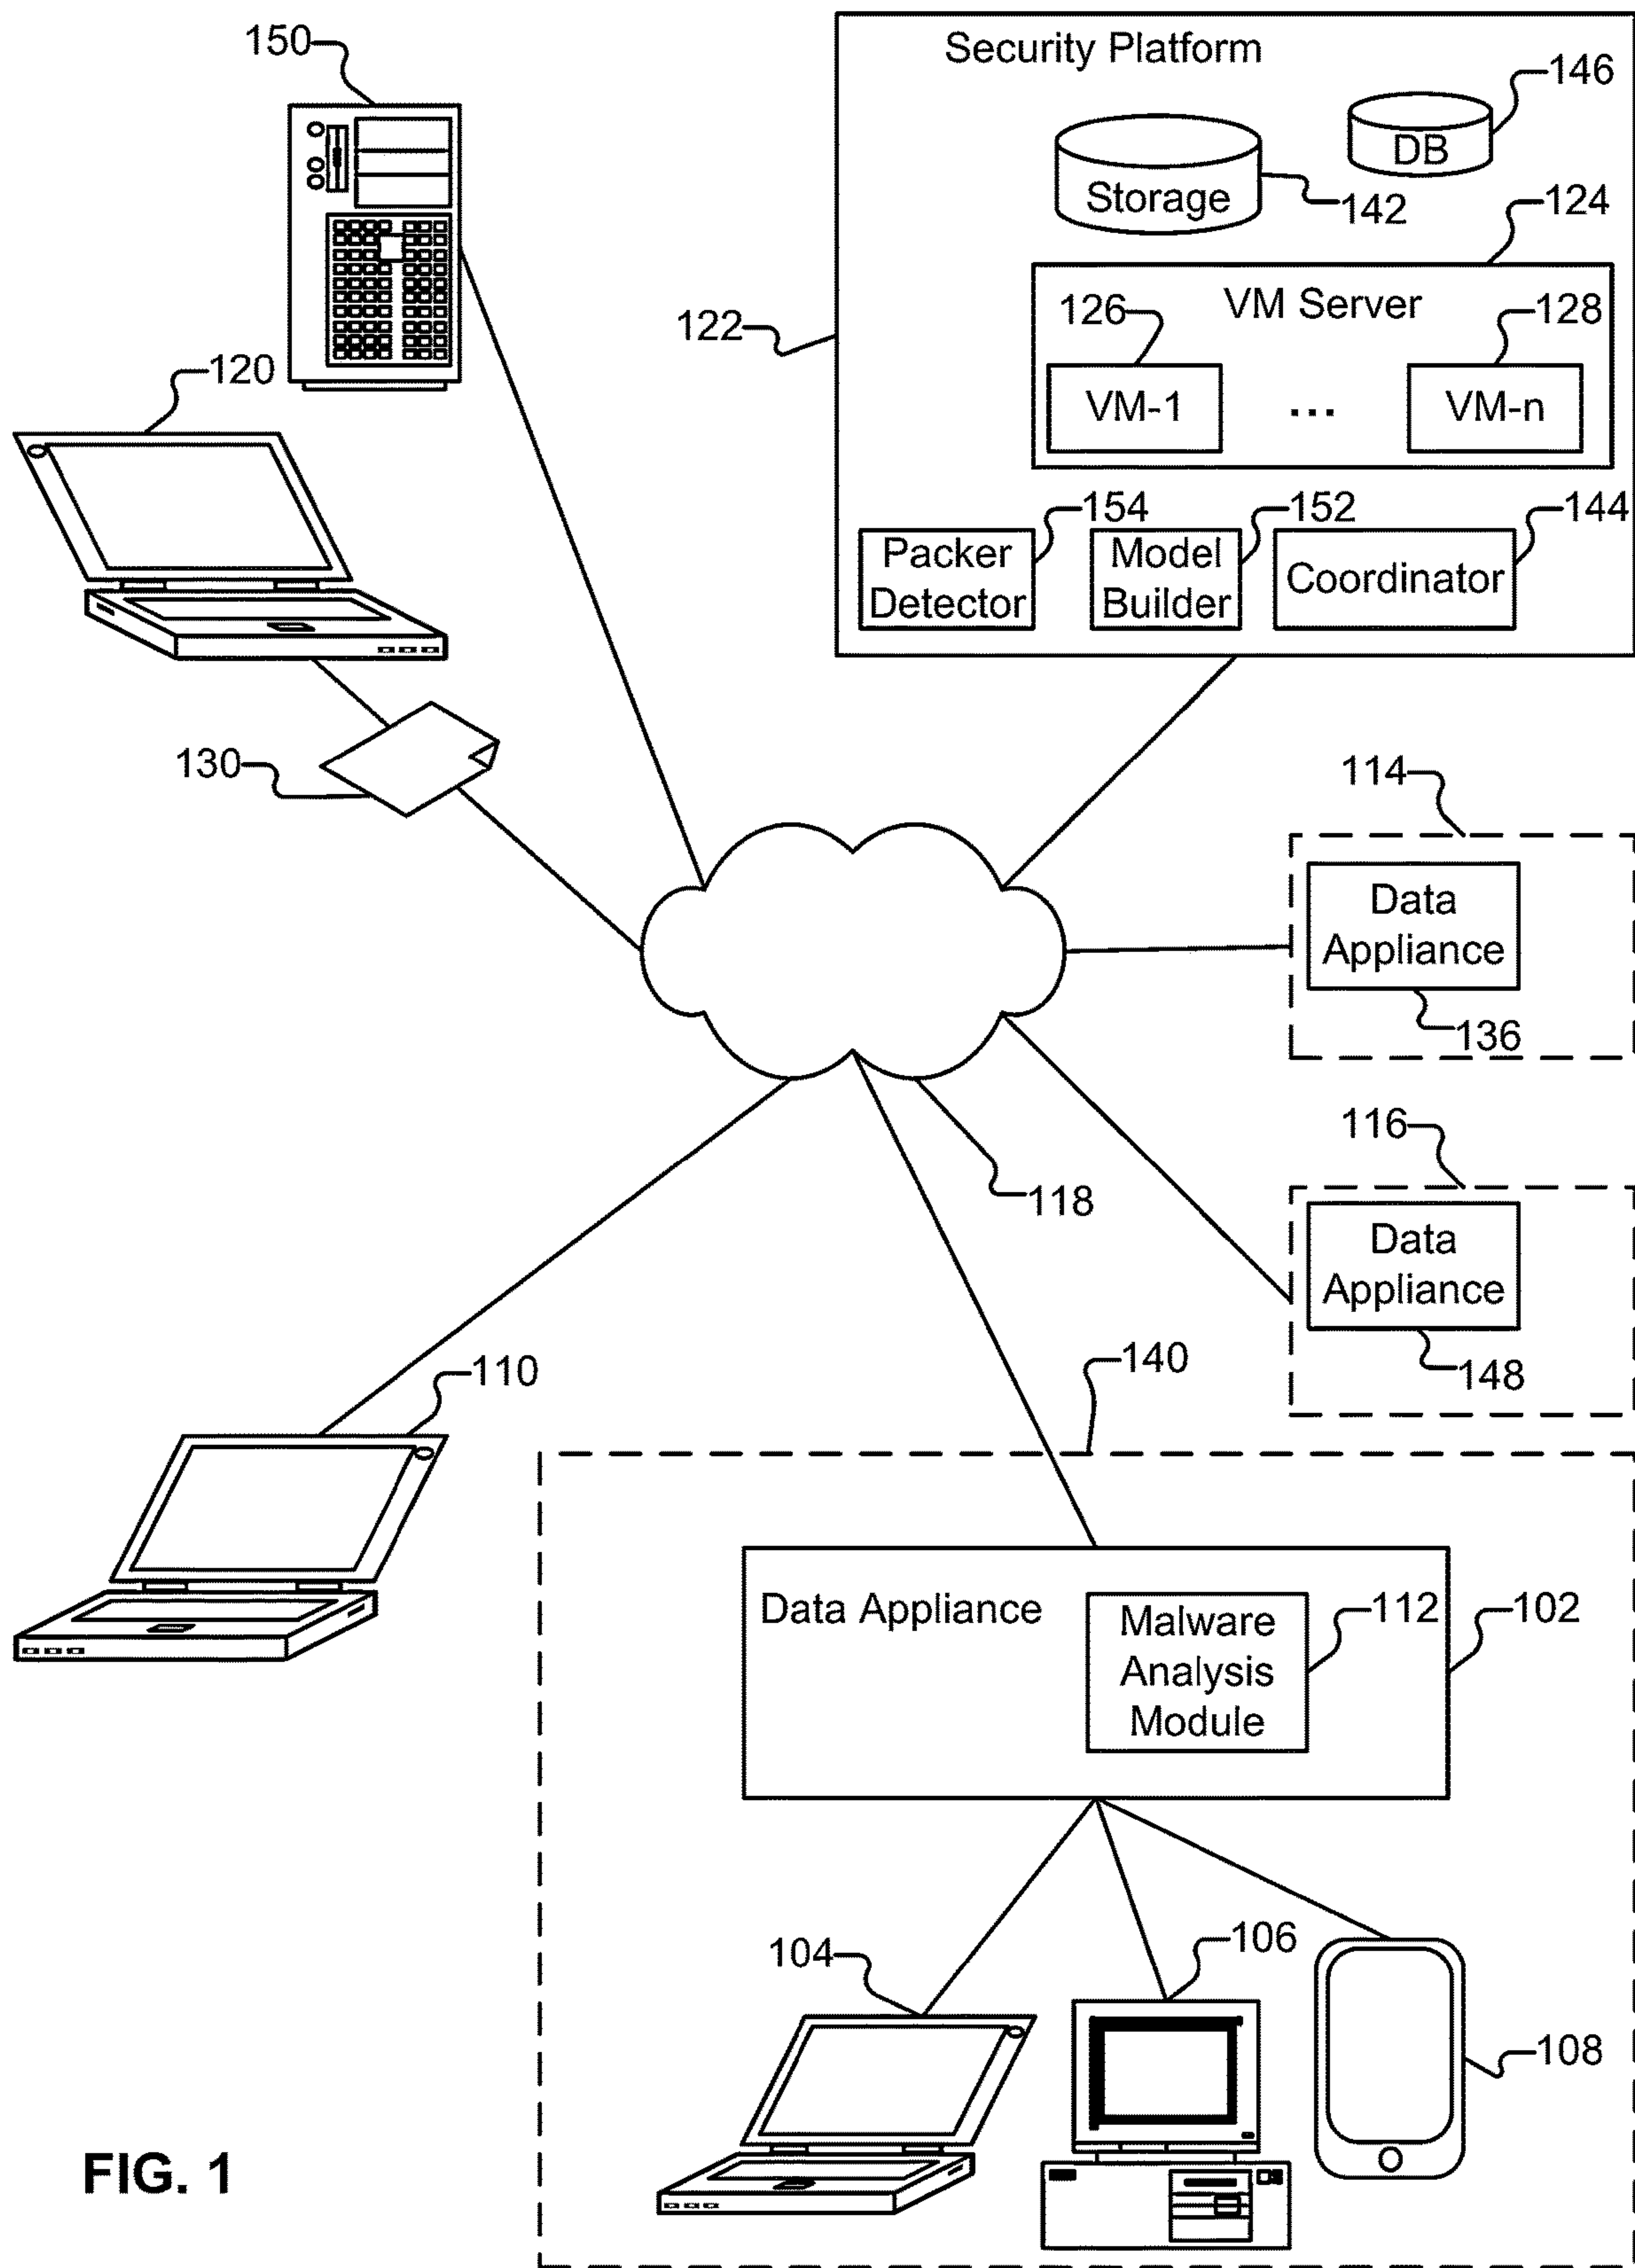 150
Security Platform
146
DB
Storage
142
124
120
122
VM Server
126
128
VM-1
...
VM-n
154
152
144
Packer
Detector
Model
Builder
Coordinator
130
114
Data
Appliance
136
116
118
Data
Appliance
148
140
110
Data Appliance
Malware
Analysis
Module
112
102
104
106
108
FIG. 1